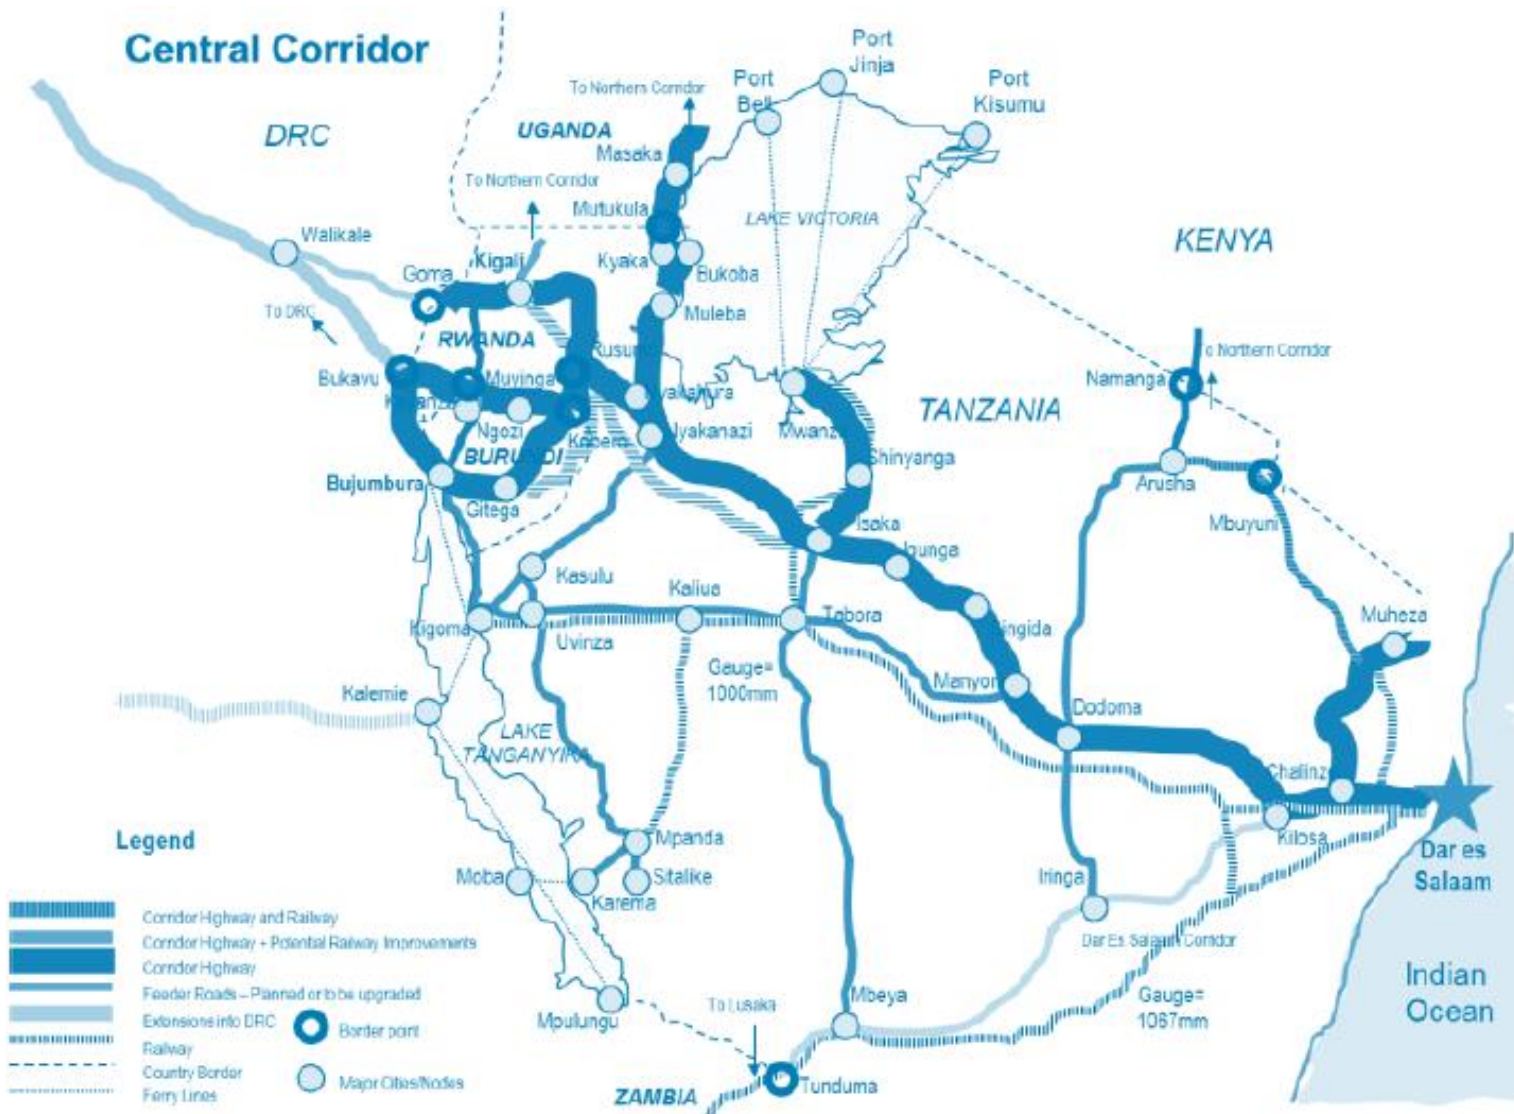 Central Corridor
Port
Jinja
To Northern Corridor
Port
Bell
Port
Kisumu
DRC
UGANDA
Masaka
To Northern Corridor
Mutukula
LAKE VICTORIA
KENYA
Walikale
Goma
Kigali
Kyaka
Bukoba
To DRC
Muleba
RWANDA
Bukavu
Muyinga
Ngozi
Kobero
Nyakanazi
Mwanza
TANZANIA
Namanga
To Northern Corridor
BURUNDI
Bujumbura
Gitega
Shinyanga
Arusha
Mbuyuni
Isaka
Igunga
Kasulu
Kaliua
Muheza
Kigoma
Uvinza
Tabora
Singida
Gauge=
1000mm
Manyoni
Kalemie
Dodoma
LAKE
TANGANYIKA
Chalinze
Legend
Mpanda
Kilosa
Dar es
Salaam
Moba
Karema
Sitalike
Iringa
Dar Es Salaam Corridor
Corridor Highway and Railway
Corridor Highway + Potential Railway Improvements
Corridor Highway
Feeder Roads – Planned or to be upgraded
Extensions into DRC
Border point
Railway
Country Border
Major Cities/Nodes
Ferry Lines
Mpulungu
To Lusaka
Mbeya
Gauge=
1067mm
Indian
Ocean
ZAMBIA
Tunduma